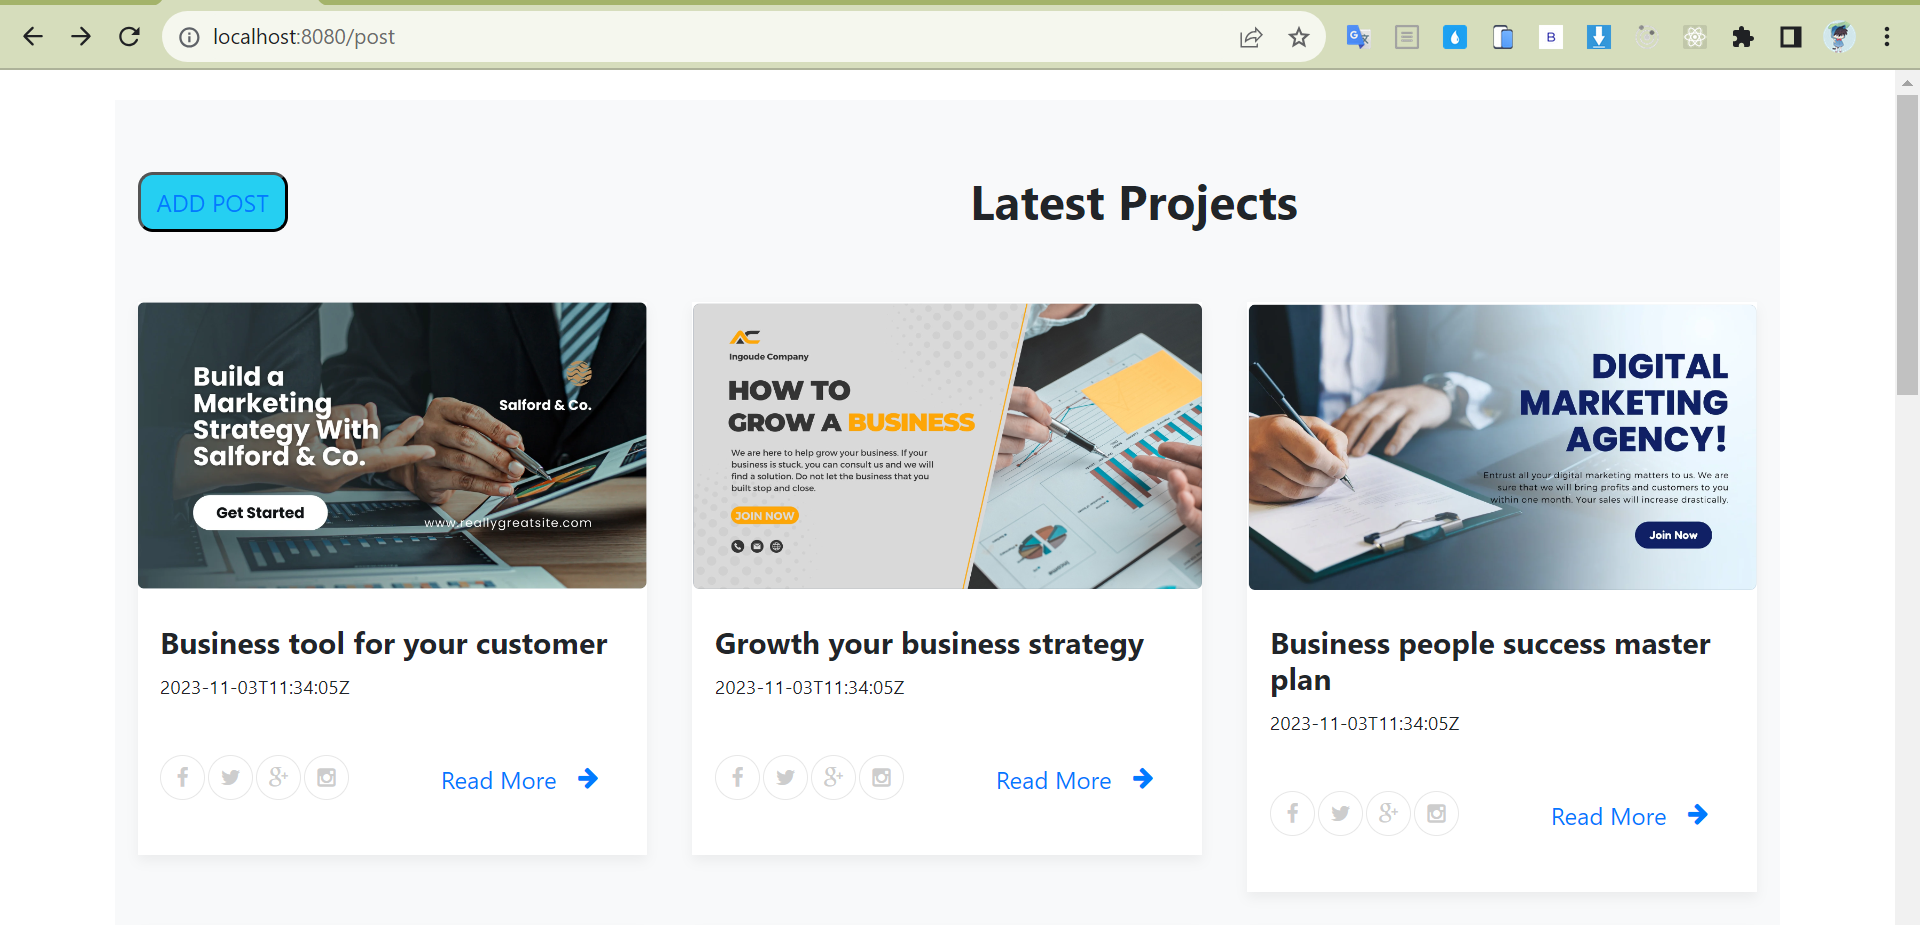 localhost:8080/post
B
ADD POST
Latest Projects
Build a
Marketing
Strategy With
Salford & Co.
Get Started
Salford & Co.
www.reallygreatsite.com
Ingoude Company
HOW TO
GROW A BUSINESS
We are here to help grow your business. If your
business is stuck, you can consult us and we will
find a solution. Do not let the business that you
built stop and close.
JOIN NOW
DIGITAL
MARKETING
AGENCY!
Entrust all your digital marketing matters to us. We are
sure that we will bring profits and customers to you
within one month. Your sales will increase drastically.
Join Now
Business tool for your customer
2023-11-03T11:34:05Z
Read More
Growth your business strategy
2023-11-03T11:34:05Z
Read More
Business people success master
plan
2023-11-03T11:34:05Z
Read More